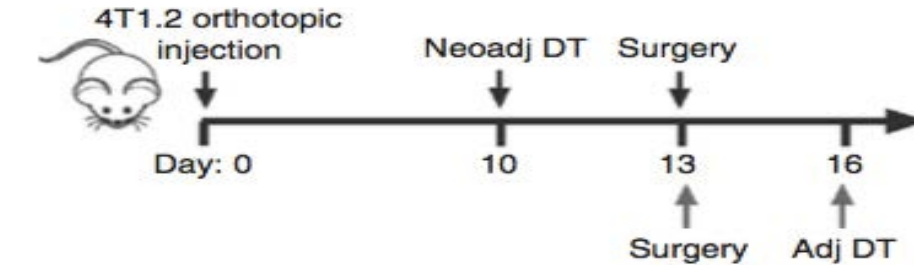 4T1.2 orthotopic
injection
Neoadj DT
Surgery
Day: 0
10
13
16
Surgery
Adj DT